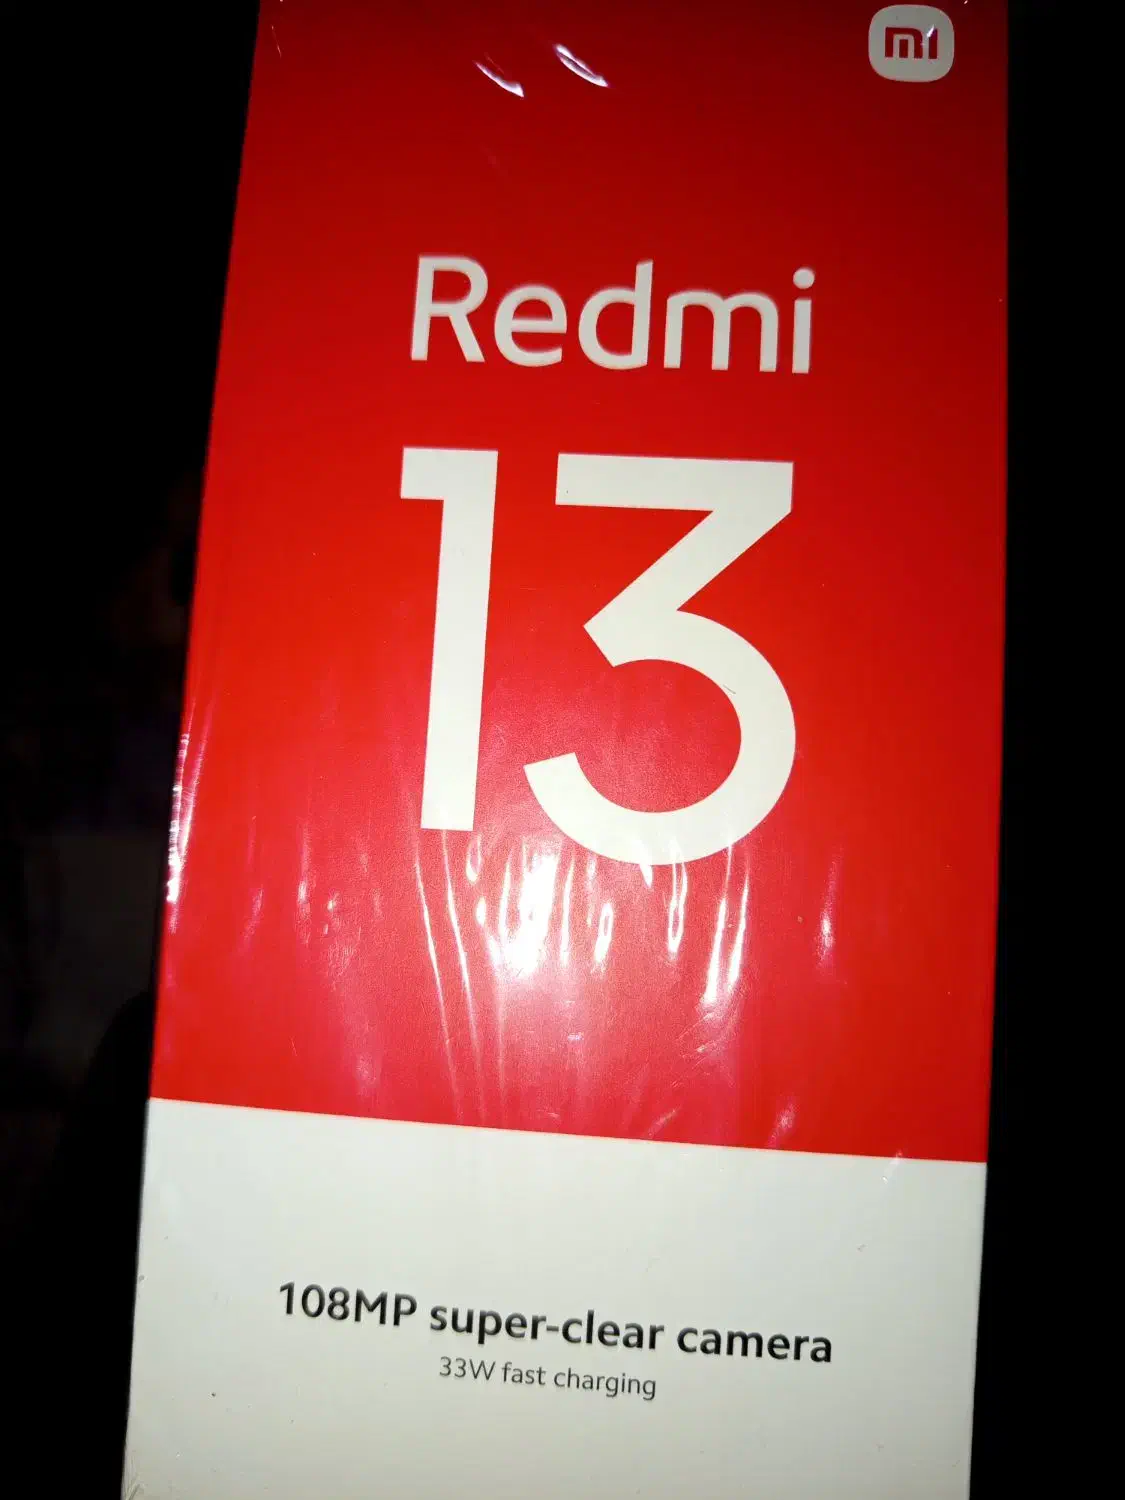 mi
Redmi
13
108MP super-clear camera
33W fast charging